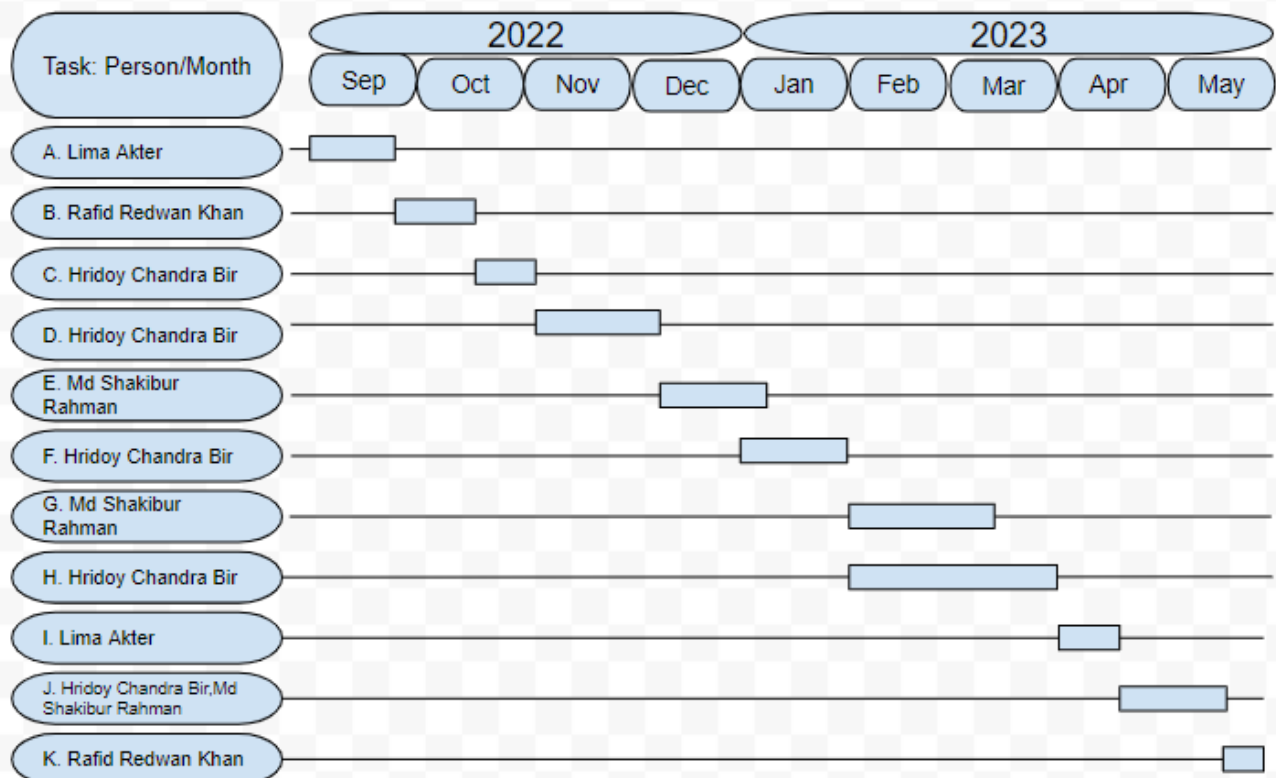 Task: Person/Month
2022
2023
Sep
Oct
Nov
Dec
Jan
Feb
Mar
Apr
May
A. Lima Akter
B. Rafid Redwan Khan
C. Hridoy Chandra Bir
D. Hridoy Chandra Bir
E. Md Shakibur
Rahman
F. Hridoy Chandra Bir
G. Md Shakibur
Rahman
H. Hridoy Chandra Bir
I. Lima Akter
J. Hridoy Chandra Bir,Md
Shakibur Rahman
K. Rafid Redwan Khan